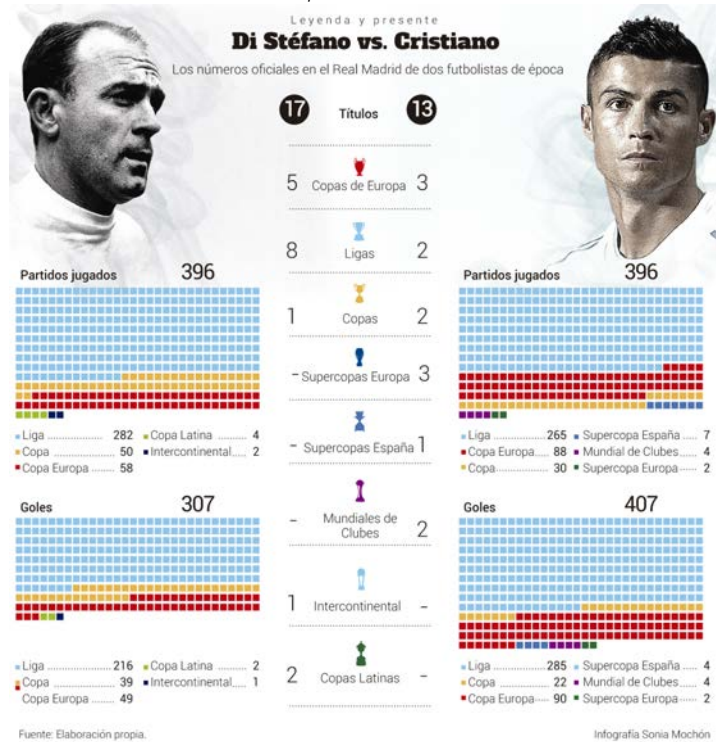 Leyenda y presente
Di Stéfano vs. Cristiano
Los números oficiales en el Real Madrid de dos futbolistas de época
17 Títulos 13
5 Copas de Europa 3
8 Ligas 2
1 Copas 2
- Supercopas Europa 3
- Supercopas España 1
- Mundiales de Clubes 2
1 Intercontinental -
2 Copas Latinas -
Partidos jugados 396
Liga 282
Copa 50
Copa Europa 58
Copa Latina 4
Intercontinental 2
Goles 307
Liga 216
Copa 39
Copa Europa 49
Copa Latina 2
Intercontinental 1
Partidos jugados 396
Liga 265
Copa Europa 88
Copa 30
Supercopa España 7
Mundial de Clubes 4
Supercopa Europa 2
Goles 407
Liga 285
Copa 22
Copa Europa 90
Supercopa España 4
Mundial de Clubes 4
Supercopa Europa 2
Fuente: Elaboración propia.
Infografía Sonia Mochón